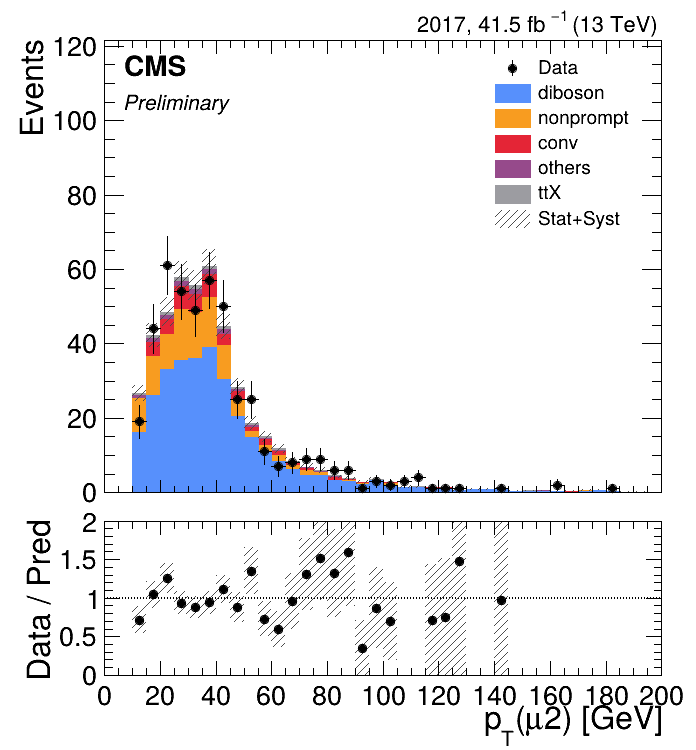 2017, 41.5 fb⁻¹ (13 TeV)
CMS
Preliminary
Data
diboson
nonprompt
conv
others
ttX
Stat+Syst
Events
120
100
80
60
40
20
0
Data / Pred
2
1.5
1
0.5
0
0 20 40 60 80 100 120 140 160 180 200
p_T(μ2) [GeV]